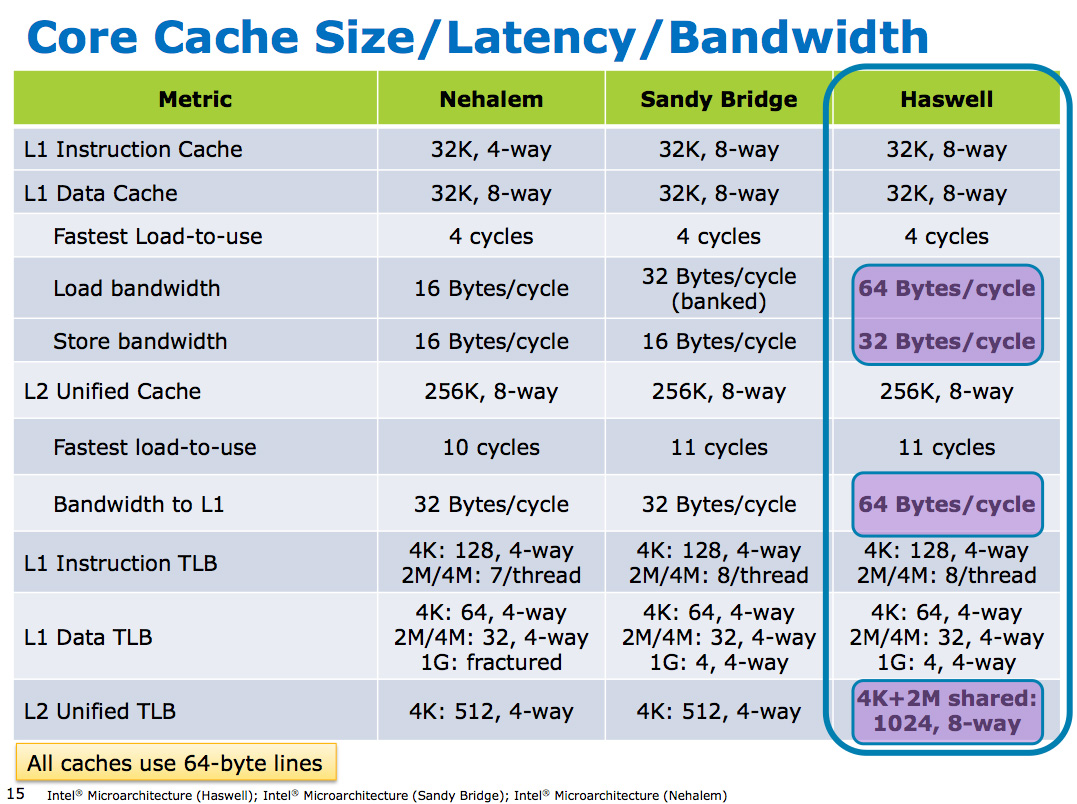 Core Cache Size/Latency/Bandwidth
Metric Nehalem Sandy Bridge Haswell
L1 Instruction Cache 32K, 4-way 32K, 8-way 32K, 8-way
L1 Data Cache 32K, 8-way 32K, 8-way 32K, 8-way
Fastest Load-to-use 4 cycles 4 cycles 4 cycles
Load bandwidth 16 Bytes/cycle 32 Bytes/cycle (banked) 64 Bytes/cycle
Store bandwidth 16 Bytes/cycle 16 Bytes/cycle 32 Bytes/cycle
L2 Unified Cache 256K, 8-way 256K, 8-way 256K, 8-way
Fastest load-to-use 10 cycles 11 cycles 11 cycles
Bandwidth to L1 32 Bytes/cycle 32 Bytes/cycle 64 Bytes/cycle
L1 Instruction TLB
4K: 128, 4-way 4K: 128, 4-way 4K: 128, 4-way
2M/4M: 7/thread 2M/4M: 8/thread 2M/4M: 8/thread
L1 Data TLB
4K: 64, 4-way 4K: 64, 4-way 4K: 64, 4-way
2M/4M: 32, 4-way 2M/4M: 32, 4-way 2M/4M: 32, 4-way
1G: fractured 1G: 4, 4-way 1G: 4, 4-way
L2 Unified TLB 4K: 512, 4-way 4K: 512, 4-way 4K+2M shared:
1024, 8-way
All caches use 64-byte lines
15 Intel® Microarchitecture (Haswell); Intel® Microarchitecture (Sandy Bridge); Intel® Microarchitecture (Nehalem)